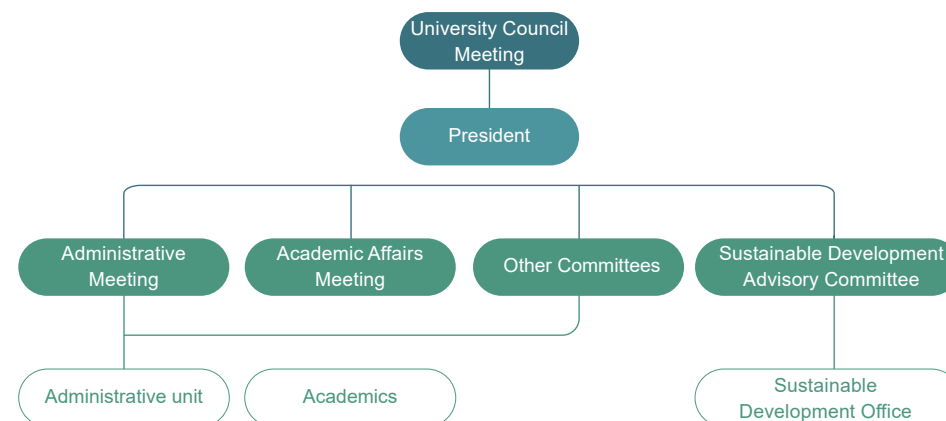 University Council
Meeting
President
Administrative
Meeting
Academic Affairs
Meeting
Other Committees
Sustainable Development
Advisory Committee
Administrative unit
Academics
Sustainable
Development Office